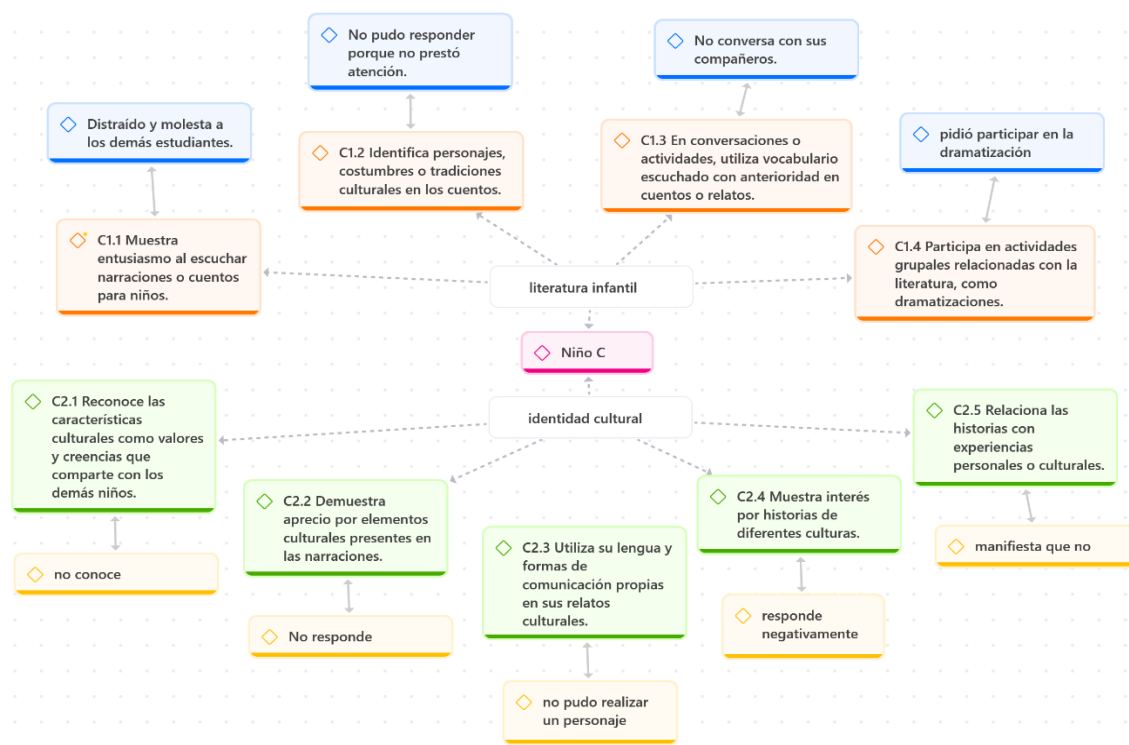 No pudo responder
porque no prestó
atención.
No conversa con sus
compañeros.
Distraído y molesta a
los demás estudiantes.
pidió participar en la
dramatización
C1.2 Identifica personajes,
costumbres o tradiciones
culturales en los cuentos.
C1.3 En conversaciones o
actividades, utiliza vocabulario
escuchado con anterioridad en
cuentos o relatos.
C1.1 Muestra
entusiasmo al escuchar
narraciones o cuentos
para niños.
C1.4 Participa en actividades
grupales relacionadas con la
literatura, como
dramatizaciones.
literatura infantil
Niño C
identidad cultural
C2.1 Reconoce las
características
culturales como valores
y creencias que
comparte con los
demás niños.
C2.2 Demuestra
aprecio por elementos
culturales presentes en
las narraciones.
C2.3 Utiliza su lengua y
formas de
comunicación propias
en sus relatos
culturales.
C2.4 Muestra interés
por historias de
diferentes culturas.
C2.5 Relaciona las
historias con
experiencias
personales o culturales.
no conoce
No responde
no pudo realizar
un personaje
responde
negativamente
manifiesta que no